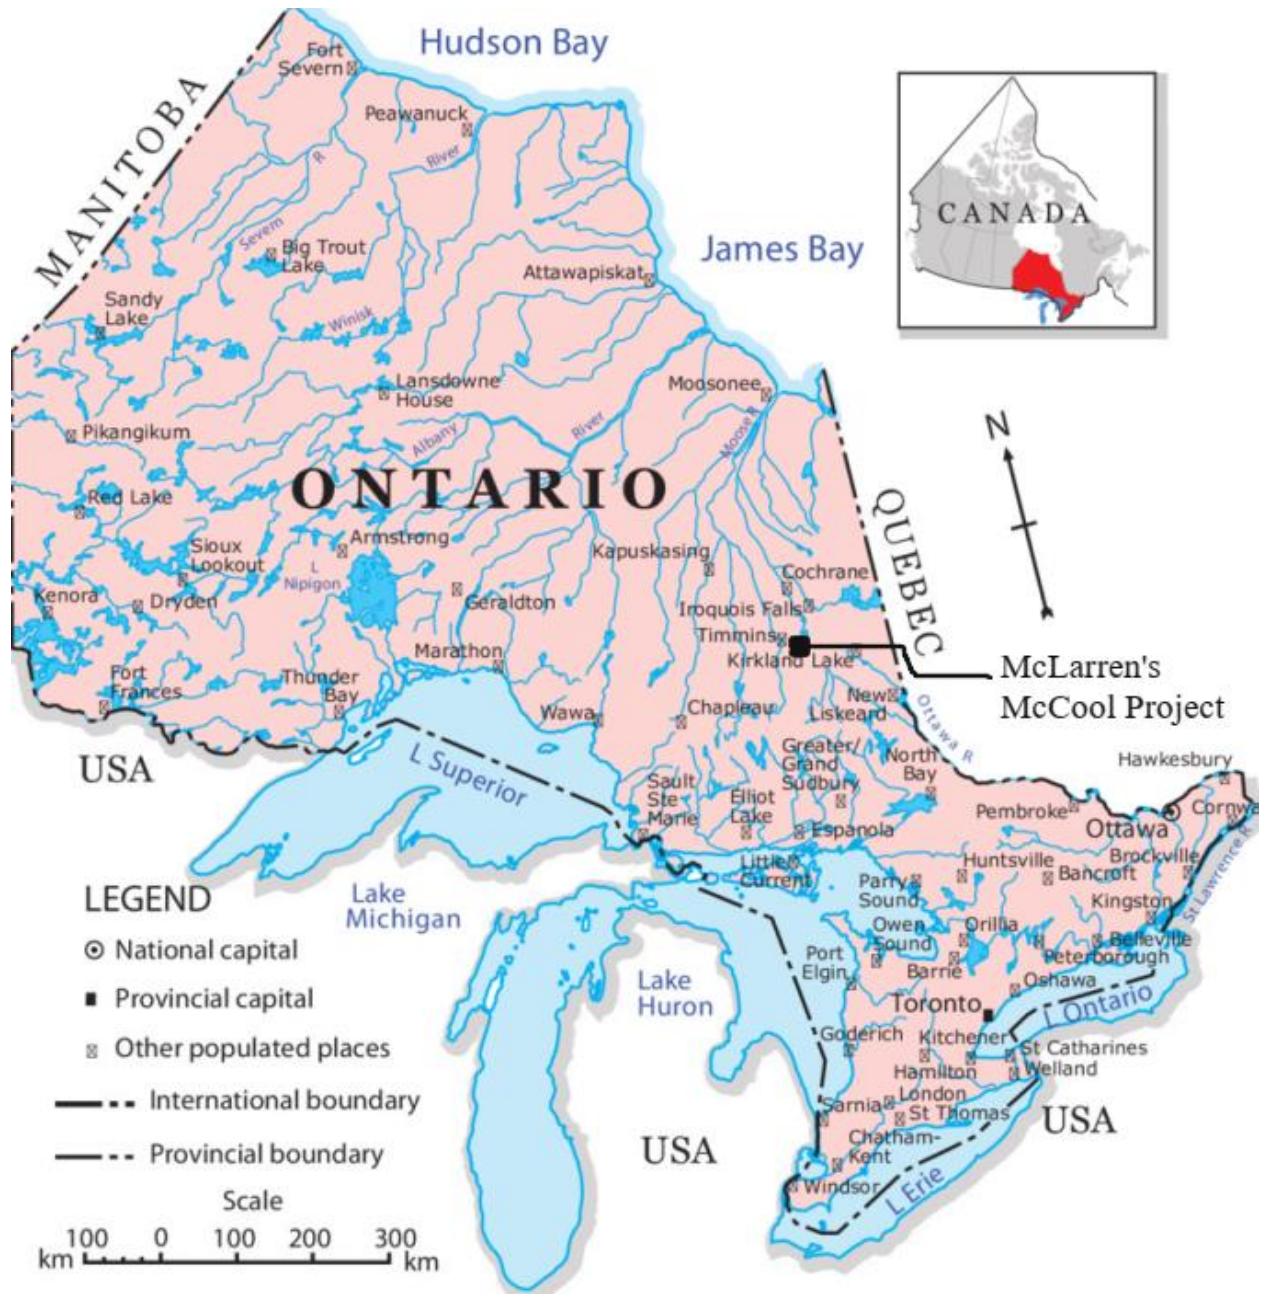 Hudson Bay
Fort
Severn
Peawanuck
MANITOBA
River
R
Severn
CANADA
Big Trout
Lake
James Bay
Attawapiskat
Sandy
Lake
Winisk
Lansdowne
House
Moosonee
Pikangikum
Albany
River
Moose R
N
ONTARIO
Red Lake
QUEBEC
Armstrong
Sioux
Lookout
Kapuskasing
L
Nipigon
Cochrane
Kenora
Dryden
Geraldton
Iroquois Falls
Timmins
Marathon
Kirkland Lake
McLarren's
McCool Project
Fort
Frances
Thunder
Bay
New
Liskeard
Wawa
Chapleau
Ottawa R
USA
L Superior
Greater/
Grand
Sudbury
North
Bay
Hawkesbury
Sault
Ste
Marie
Elliot
Lake
Pembroke
Cornwa
Espanola
Ottawa
Little
Current
Huntsville
Brockville
Bancroft
St Lawrence R
Parry
Sound
LEGEND
Lake
Michigan
Kingston
Owen
Sound
Orillia
National capital
Belleville
Port
Elgin
Barrie
Peterborough
Lake
Huron
Oshawa
Provincial capital
Toronto
L Ontario
Goderich
Kitchener
Other populated places
St Catharines
Hamilton
Welland
International boundary
London
Sarnia
St Thomas
USA
USA
Chatham-
Kent
Provincial boundary
Windsor
L Erie
Scale
100 0 100 200 300
km km